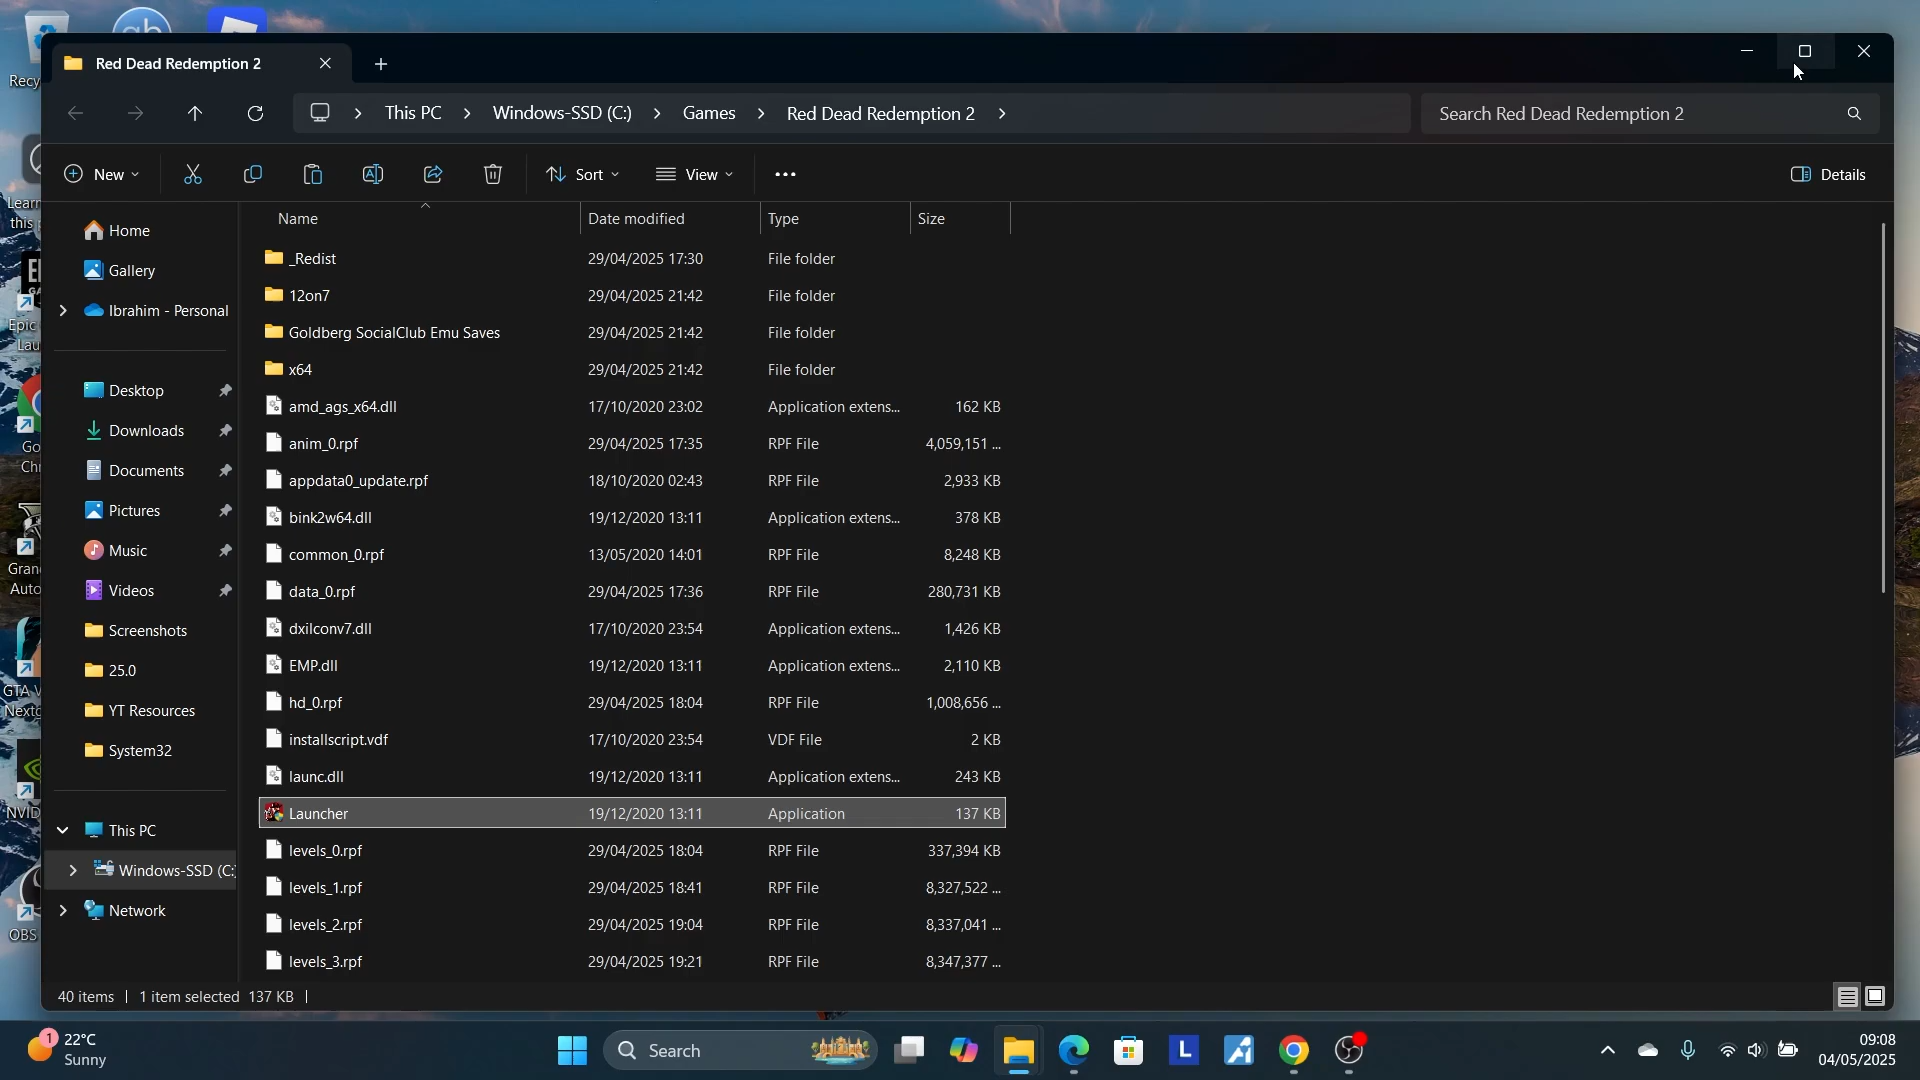 Red Dead Redemption 2
This PC
Windows-SSD (C:)
Games
Red Dead Redemption 2
Search Red Dead Redemption 2
New
Sort
View
Details
Name
Date modified
Type
Size
Home
Gallery
Ibrahim - Personal
Desktop
Downloads
Documents
Pictures
Music
Videos
Screenshots
25.0
YT Resources
System32
This PC
Windows-SSD (C:
Network
_Redist 29/04/2025 17:30 File folder
12on7 29/04/2025 21:42 File folder
Goldberg SocialClub Emu Saves 29/04/2025 21:42 File folder
x64 29/04/2025 21:42 File folder
amd_ags_x64.dll 17/10/2020 23:02 Application extens... 162 KB
anim_0.rpf 29/04/2025 17:35 RPF File 4,059,151 ...
appdata0_update.rpf 18/10/2020 02:43 RPF File 2,933 KB
bink2w64.dll 19/12/2020 13:11 Application extens... 378 KB
common_0.rpf 13/05/2020 14:01 RPF File 8,248 KB
data_0.rpf 29/04/2025 17:36 RPF File 280,731 KB
dxilconv7.dll 17/10/2020 23:54 Application extens... 1,426 KB
EMP.dll 19/12/2020 13:11 Application extens... 2,110 KB
hd_0.rpf 29/04/2025 18:04 RPF File 1,008,656 ...
installscript.vdf 17/10/2020 23:54 VDF File 2 KB
launc.dll 19/12/2020 13:11 Application extens... 243 KB
Launcher 19/12/2020 13:11 Application 137 KB
levels_0.rpf 29/04/2025 18:04 RPF File 337,394 KB
levels_1.rpf 29/04/2025 18:41 RPF File 8,327,522 ...
levels_2.rpf 29/04/2025 19:04 RPF File 8,337,041 ...
levels_3.rpf 29/04/2025 19:21 RPF File 8,347,377 ...
40 items 1 item selected 137 KB
Recy
Learn
this p
Epic
Lau
Go
Ch
Gran
Auto
GTA V
Nextc
NVID
OBS
1
22°C
Sunny
Search
L
09:08
04/05/2025